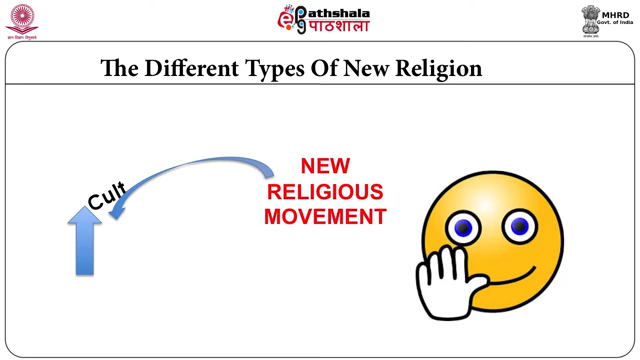 Pathshala
पाठशाला
MHRD
Govt. of India
The Different Types Of New Religion
Cult
NEW
RELIGIOUS
MOVEMENT